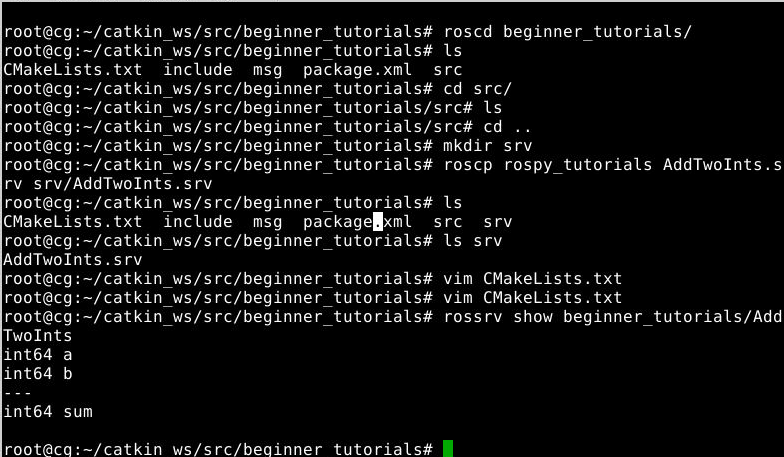 root@cg:~/catkin_ws/src/beginner_tutorials# roscd beginner_tutorials/
root@cg:~/catkin_ws/src/beginner_tutorials# ls
CMakeLists.txt  include  msg  package.xml  src
root@cg:~/catkin_ws/src/beginner_tutorials# cd src/
root@cg:~/catkin_ws/src/beginner_tutorials/src# ls
root@cg:~/catkin_ws/src/beginner_tutorials/src# cd ..
root@cg:~/catkin_ws/src/beginner_tutorials# mkdir srv
root@cg:~/catkin_ws/src/beginner_tutorials# roscp rospy_tutorials AddTwoInts.s
rv srv/AddTwoInts.srv
root@cg:~/catkin_ws/src/beginner_tutorials# ls
CMakeLists.txt  include  msg  package.xml  src  srv
root@cg:~/catkin_ws/src/beginner_tutorials# ls srv
AddTwoInts.srv
root@cg:~/catkin_ws/src/beginner_tutorials# vim CMakeLists.txt
root@cg:~/catkin_ws/src/beginner_tutorials# vim CMakeLists.txt
root@cg:~/catkin_ws/src/beginner_tutorials# rossrv show beginner_tutorials/Add
TwoInts
int64 a
int64 b
---
int64 sum
root@cg:~/catkin_ws/src/beginner_tutorials#